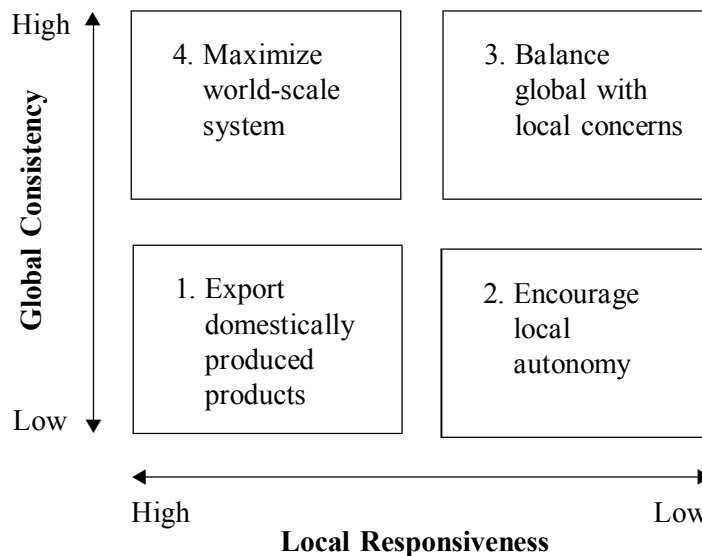 High
4. Maximize
world-scale
system
3. Balance
global with
local concerns
Global Consistency
1. Export
domestically
produced
products
2. Encourage
local
autonomy
Low
High
Low
Local Responsiveness